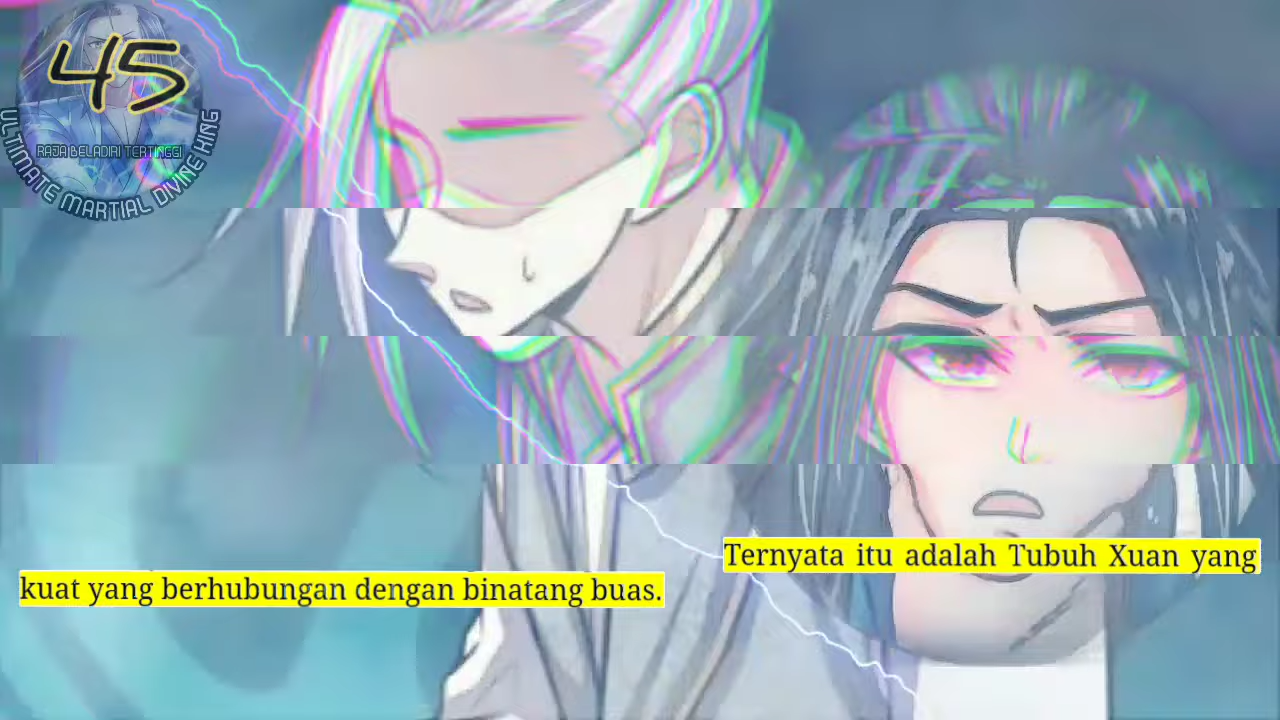 45
RAJA BELADIRI TERTINGGI
ULTIMATE MARTIAL DIVINE KING
Ternyata itu adalah Tubuh Xuan yang
kuat yang berhubungan dengan binatang buas.